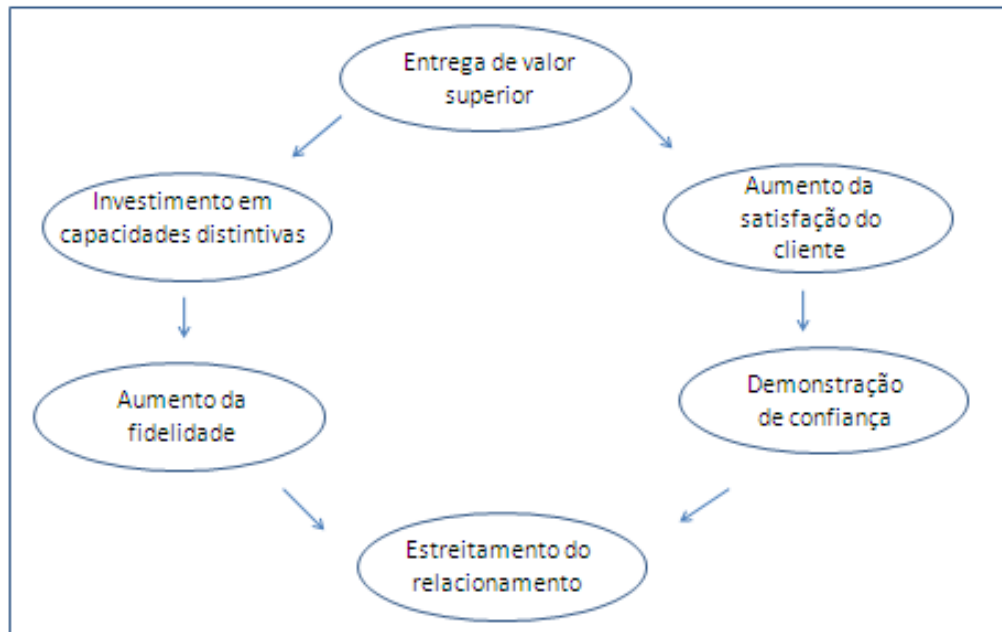 Entrega de valor
superior
Investimento em
capacidades distintivas
Aumento da
satisfação do
cliente
Aumento da
fidelidade
Demonstração
de confiança
Estreitamento do
relacionamento